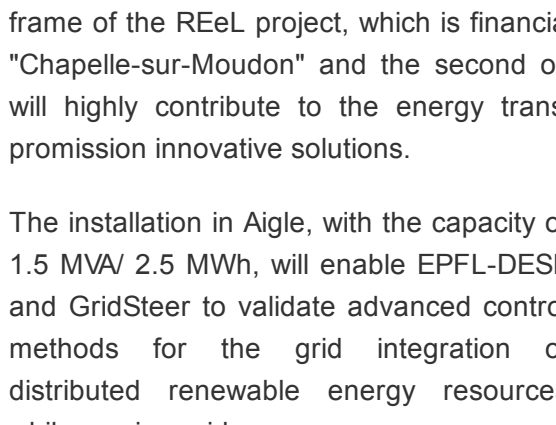 frame of the REeL project, which is financia
"Chapelle-sur-Moudon" and the second o
will highly contribute to the energy trans
promission innovative solutions.
The installation in Aigle, with the capacity o
1.5 MVA/ 2.5 MWh, will enable EPFL-DESL
and GridSteer to validate advanced contro
methods for the grid integration o
distributed renewable energy resource